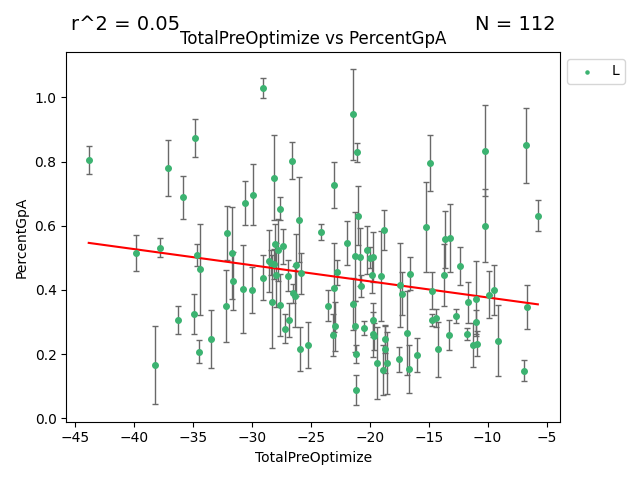 r^2 = 0.05 N = 112
TotalPreOptimize vs PercentGpA
L
1.0
0.8
0.6
0.4
0.2
0.0
PercentGpA
−45 −40 −35 −30 −25 −20 −15 −10 −5
TotalPreOptimize